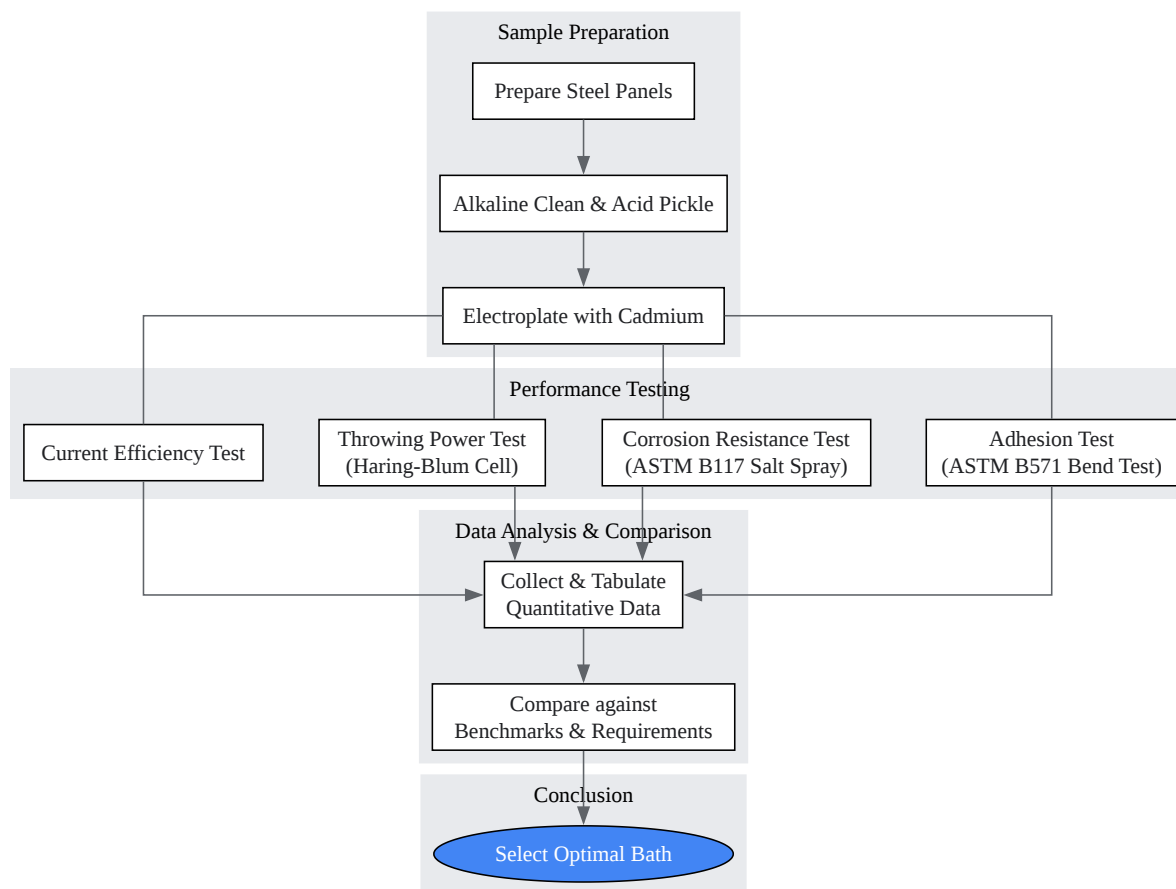 Sample Preparation
Prepare Steel Panels
Alkaline Clean & Acid Pickle
Electroplate with Cadmium
Performance Testing
Current Efficiency Test
Throwing Power Test
(Haring-Blum Cell)
Corrosion Resistance Test
(ASTM B117 Salt Spray)
Adhesion Test
(ASTM B571 Bend Test)
Data Analysis & Comparison
Collect & Tabulate
Quantitative Data
Compare against
Benchmarks & Requirements
Conclusion
Select Optimal Bath